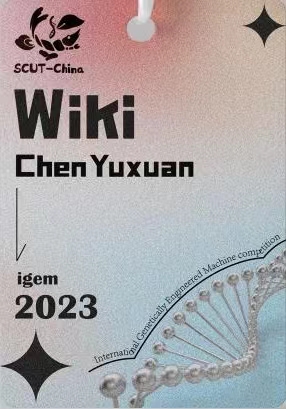 SCUT-China
Wiki
Chen Yuxuan
igem
2023
International Genetically Engineered Machine competition